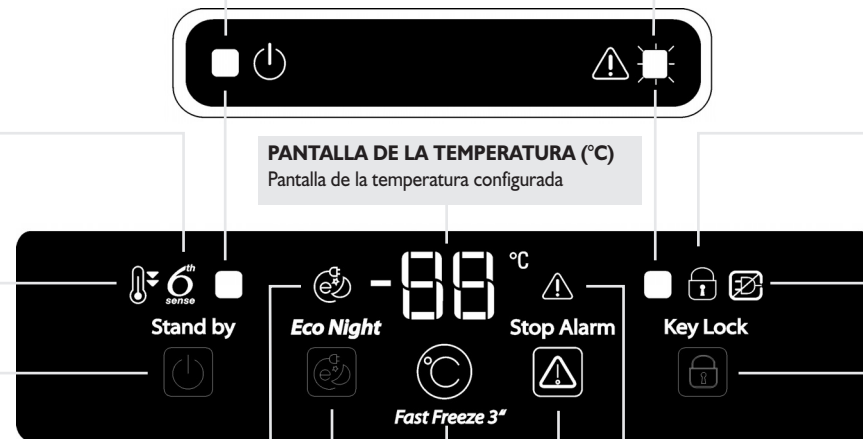 PANTALLA DE LA TEMPERATURA (°C)
Pantalla de la temperatura configurada
6th sense
-88 °C
Stand by
Eco Night
Stop Alarm
Key Lock
e
°C
e
Fast Freeze 3"